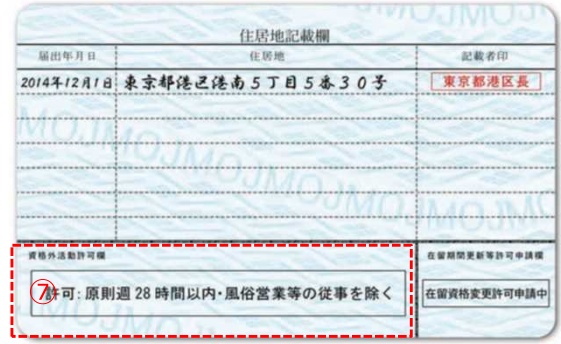 住居地記載欄
届出年月日 住居地 記載者印
2014年12月1日 東京都港区港南5丁目5番30号 東京都港区長
MOJMOJMOJMOJMOJMOJ
資格外活動許可欄 在留期間更新等許可申請欄
⑦許可:原則週28時間以内・風俗営業等の従事を除く 在留資格変更許可申請中